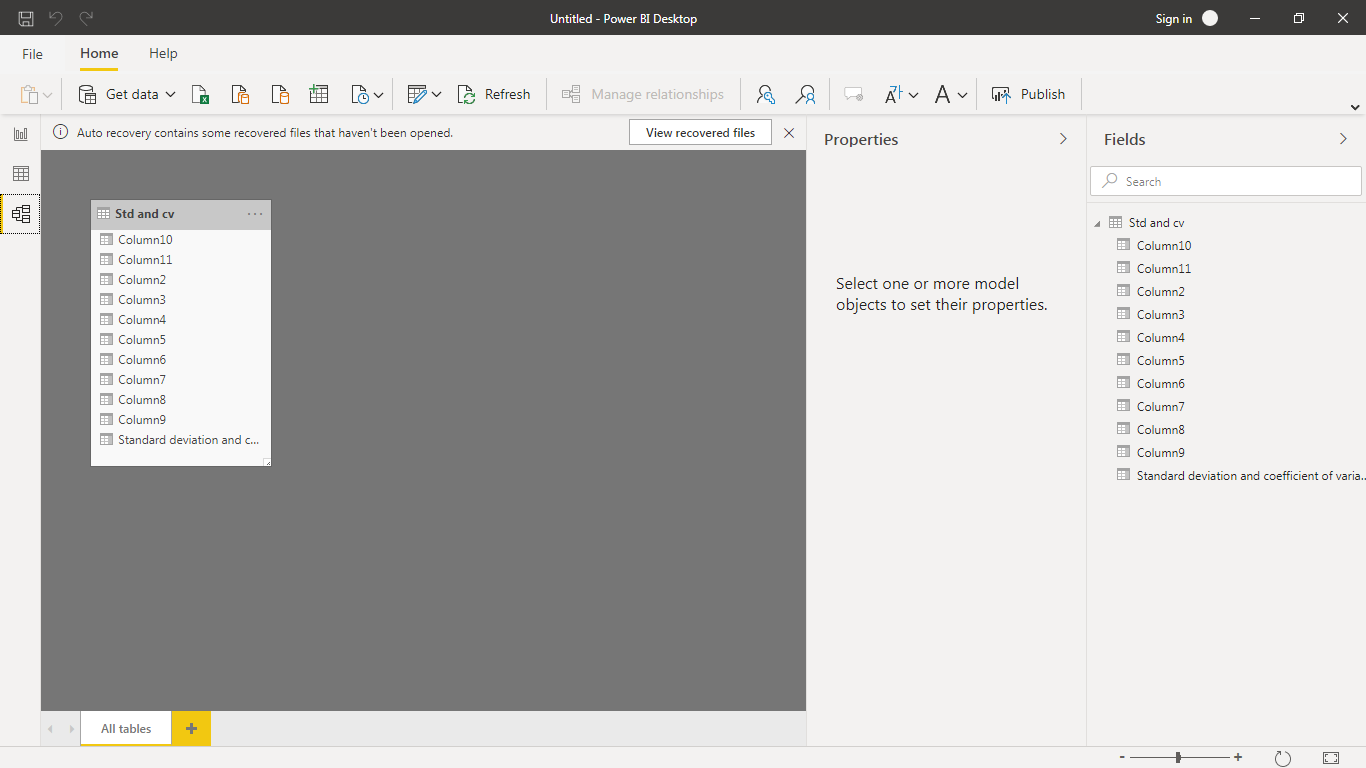 Untitled - Power BI Desktop
Sign in
File
Home
Help
Get data
Refresh
Manage relationships
Publish
Auto recovery contains some recovered files that haven't been opened.
View recovered files
Std and cv
Column10
Column11
Column2
Column3
Column4
Column5
Column6
Column7
Column8
Column9
Standard deviation and c...
All tables
Properties
Select one or more model
objects to set their properties.
Fields
Search
Std and cv
Column10
Column11
Column2
Column3
Column4
Column5
Column6
Column7
Column8
Column9
Standard deviation and coefficient of varia...